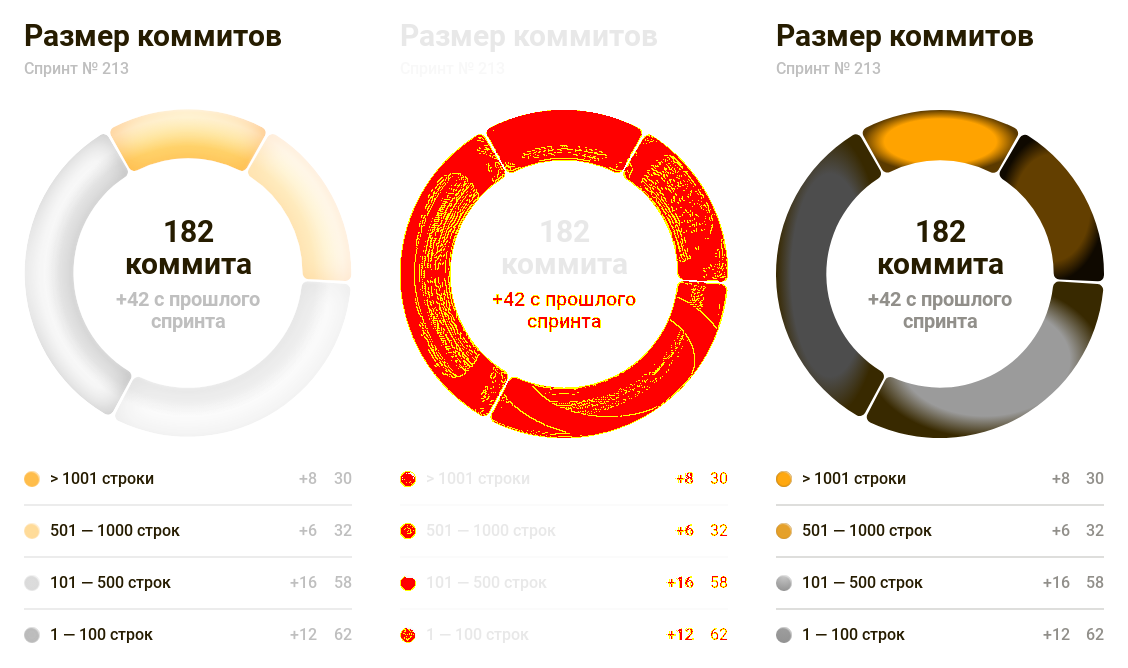 Размер коммитов
Спринт № 213
182
коммита
+42 с прошлого
спринта
> 1001 строки +8 30
501 — 1000 строк +6 32
101 — 500 строк +16 58
1 — 100 строк +12 62
Размер коммитов
Спринт № 213
182
коммита
+42 с прошлого
спринта
> 1001 строки +8 30
501 — 1000 строк +6 32
101 — 500 строк +16 58
1 — 100 строк +12 62
Размер коммитов
Спринт № 213
182
коммита
+42 с прошлого
спринта
> 1001 строки +8 30
501 — 1000 строк +6 32
101 — 500 строк +16 58
1 — 100 строк +12 62